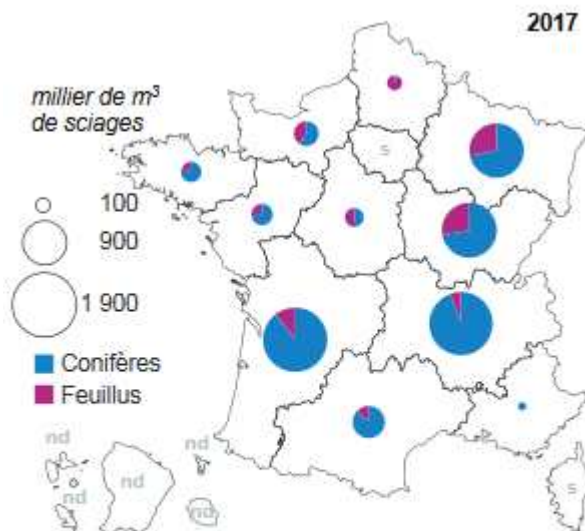 2017
millier de m³
de sciages
100
900
1 900
Conifères
Feuillus
s
nd
nd
nd
nd
nd
s